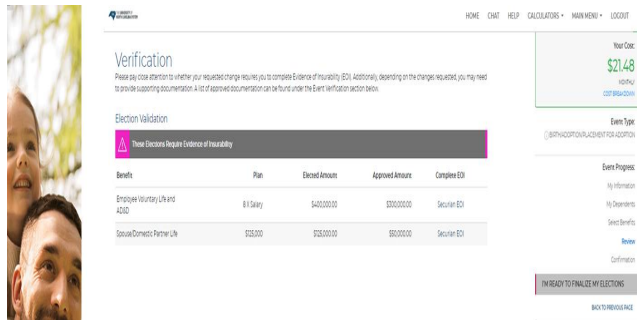 HOME CHAT HELP CALCULATORS MAIN MENU LOGOUT
Verification
Please pay close attention to whether your requested change requires you to complete Evidence of Insurability (EOI). Additionally, depending on the changes requested, you may need
to provide supporting documentation. A list of approved documentation can be found under the Event Verification section below.
Election Validation
These Elections Require Evidence of Insurability
Benefit Plan Elected Amount Approved Amount Complete EOI
Employee Voluntary Life and
AD&D
8 X Salary $400,000.00 $300,000.00 Securian EOI
Spouse/Domestic Partner Life $125,000 $125,000.00 $50,000.00 Securian EOI
Your Cost:
$21.48
MONTHLY
COST BREAKDOWN
Event Type:
BIRTH/ADOPTION/PLACEMENT FOR ADOPTION
Event Progress:
My Information
My Dependents
Select Benefits
Review
Confirmation
I'M READY TO FINALIZE MY ELECTIONS
BACK TO PREVIOUS PAGE